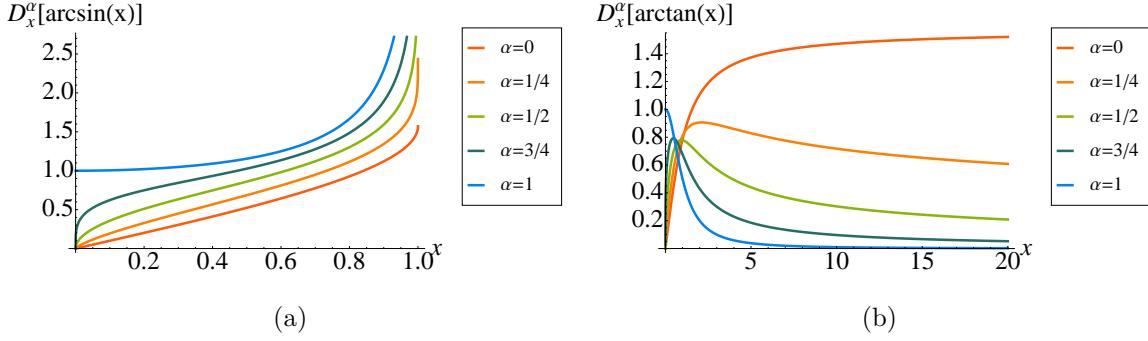 D_x^α[arcsin(x)]
2.5
2.0
1.5
1.0
0.5
0.2 0.4 0.6 0.8 1.0 x
α=0
α=1/4
α=1/2
α=3/4
α=1
(a)
D_x^α[arctan(x)]
1.4
1.2
1.0
0.8
0.6
0.4
0.2
5 10 15 20 x
α=0
α=1/4
α=1/2
α=3/4
α=1
(b)